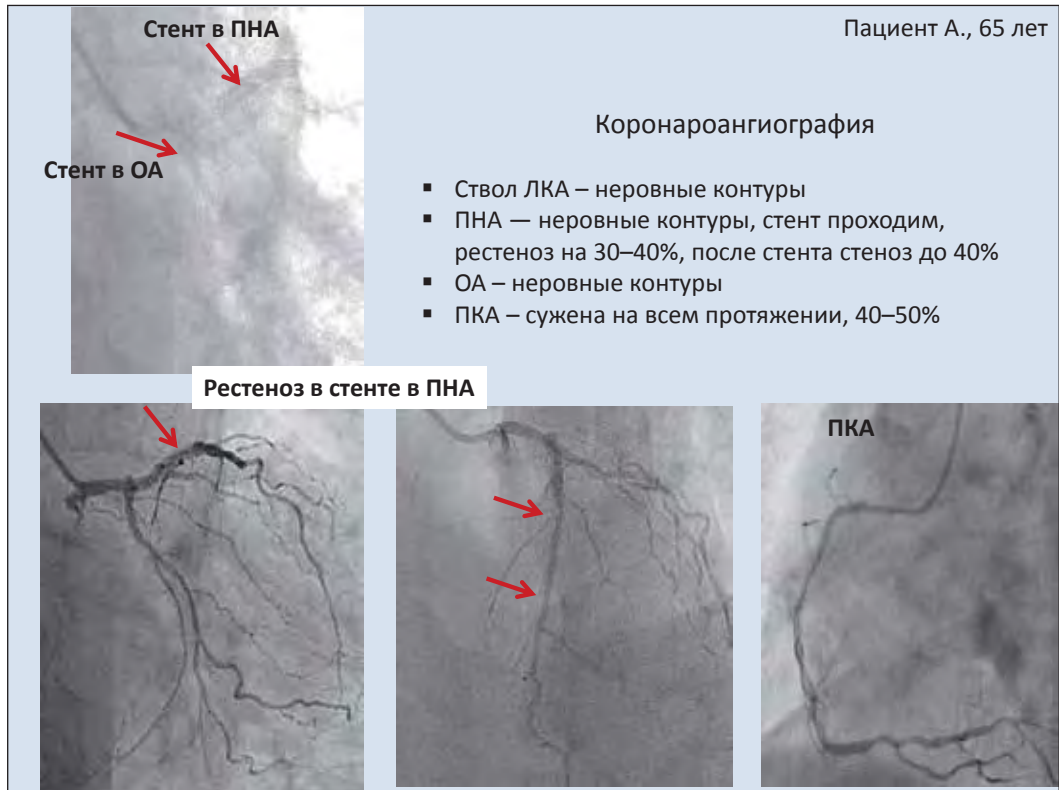 Стент в ПНА
Пациент А., 65 лет
Стент в ОА
Коронароангиография
▪ Ствол ЛКА – неровные контуры
▪ ПНА — неровные контуры, стент проходим,
рестеноз на 30–40%, после стента стеноз до 40%
▪ ОА – неровные контуры
▪ ПКА – сужена на всем протяжении, 40–50%
Рестеноз в стенте в ПНА
ПКА